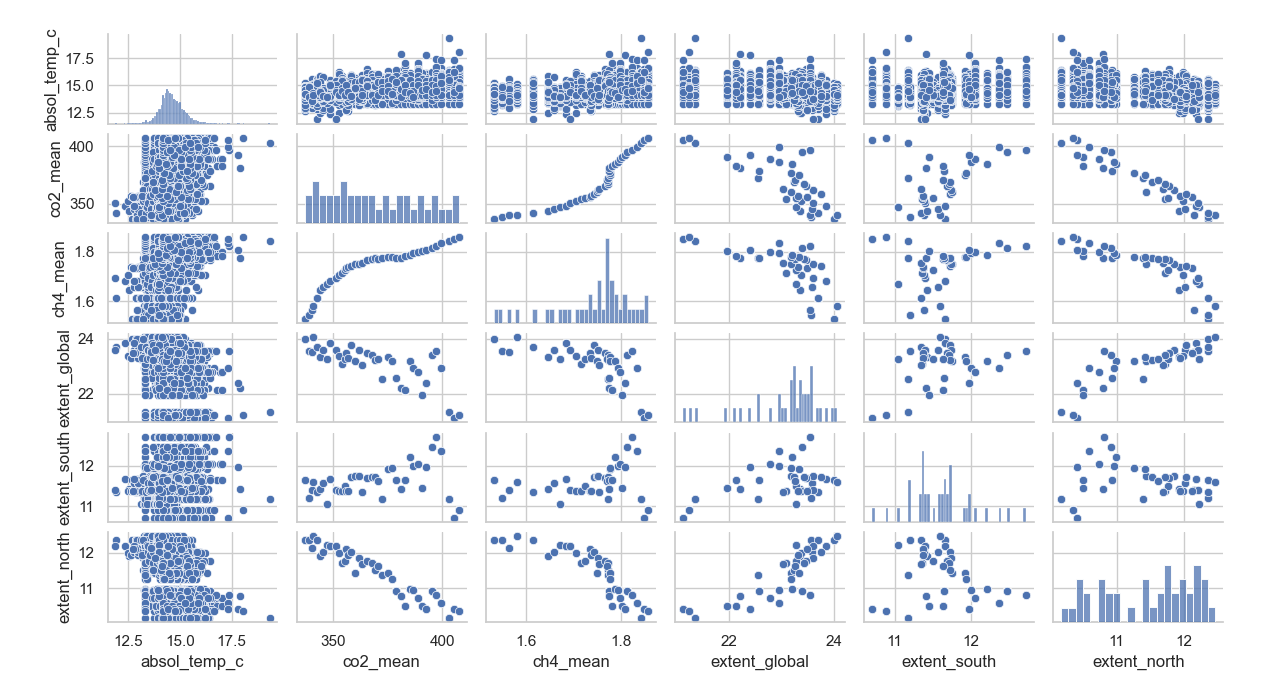 absol_temp_c
17.5
15.0
12.5
co2_mean
400
350
ch4_mean
1.8
1.6
extent_global
24
22
extent_south
12
11
extent_north
12
11
12.5 15.0 17.5 350 400 1.6 1.8 22 24 11 12 11 12
absol_temp_c co2_mean ch4_mean extent_global extent_south extent_north